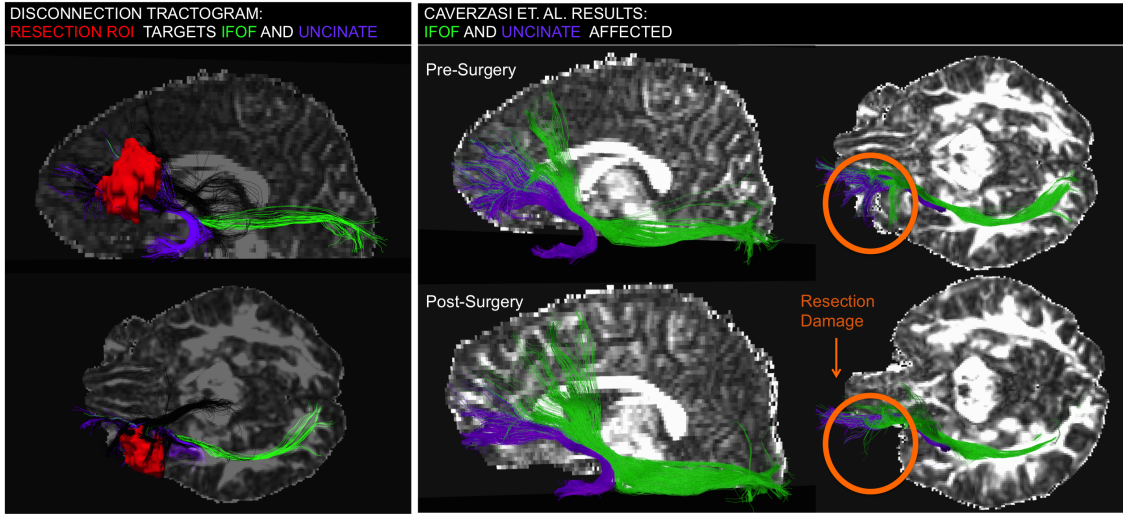 DISCONNECTION TRACTOGRAM:
RESECTION ROI TARGETS IFOF AND UNCINATE
CAVERZASI ET. AL. RESULTS:
IFOF AND UNCINATE AFFECTED
Pre-Surgery
Post-Surgery
Resection
Damage